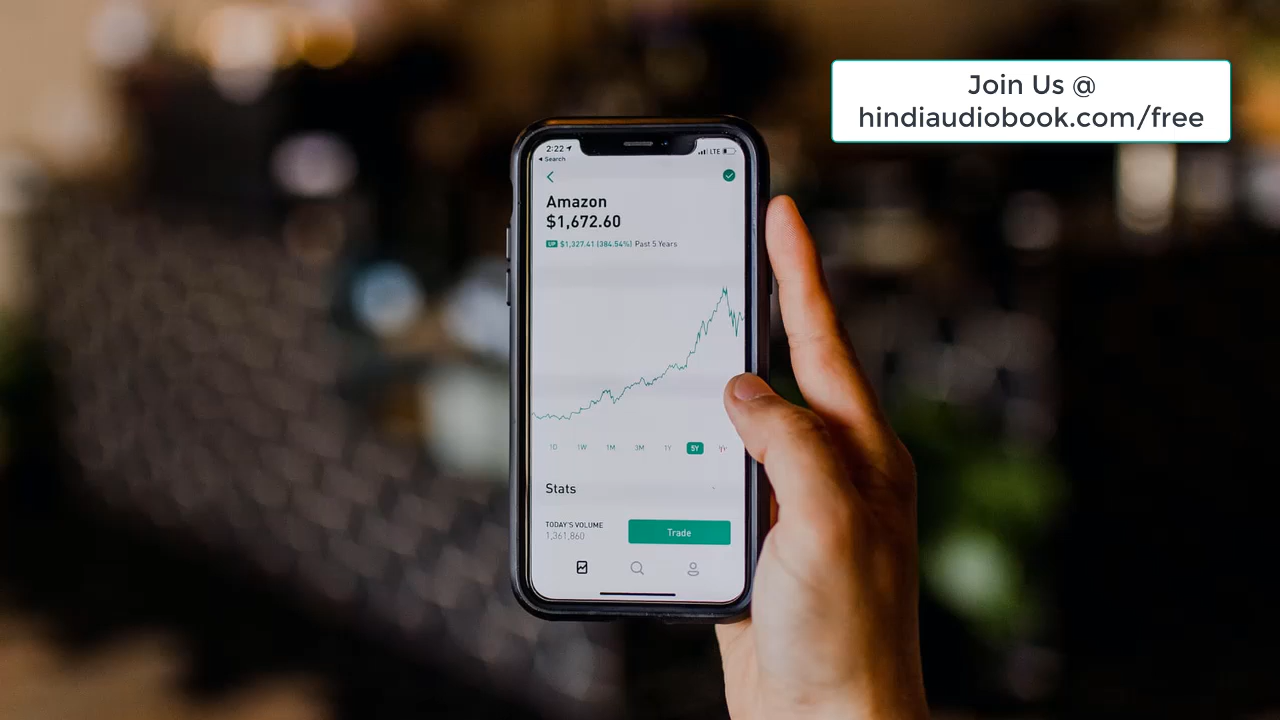 Join Us @
hindiaudiobook.com/free
2:22 LTE
Search
Amazon
$1,672.60
UP $1,327.41 (384.54%) Past 5 Years
1D 1W 1M 3M 1Y 5Y
Stats
TODAY'S VOLUME
1,361,860
Trade